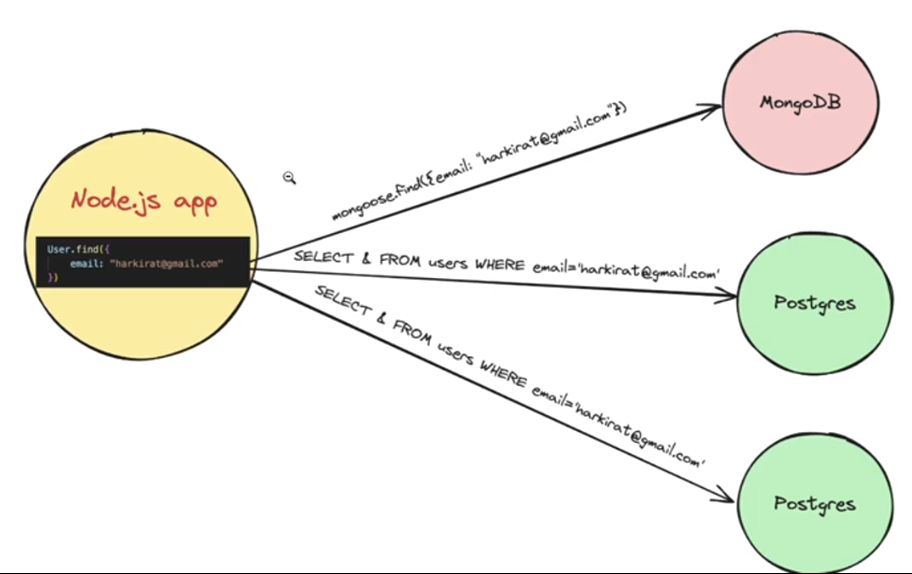 Node.js app
User.find({
email: "harkirat@gmail.com"
})
mongoose.find({email: "harkirat@gmail.com"})
MongoDB
SELECT & FROM users WHERE email='harkirat@gmail.com'
Postgres
SELECT & FROM users WHERE email='harkirat@gmail.com'
Postgres